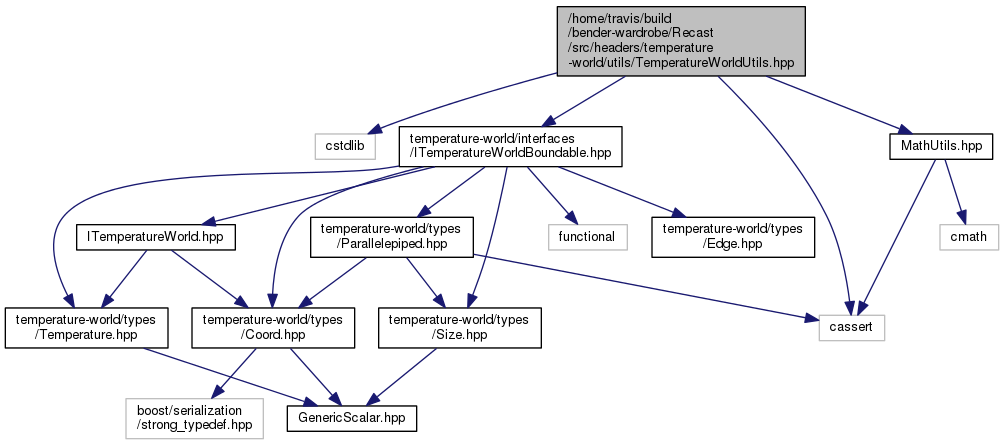 /home/travis/build
/bender-wardrobe/Recast
/src/headers/temperature
-world/utils/TemperatureWorldUtils.hpp
cstdlib
temperature-world/interfaces
/ITemperatureWorldBoundable.hpp
MathUtils.hpp
ITemperatureWorld.hpp
temperature-world/types
/Parallelepiped.hpp
functional
temperature-world/types
/Edge.hpp
cmath
temperature-world/types
/Temperature.hpp
temperature-world/types
/Coord.hpp
temperature-world/types
/Size.hpp
cassert
boost/serialization
/strong_typedef.hpp
GenericScalar.hpp